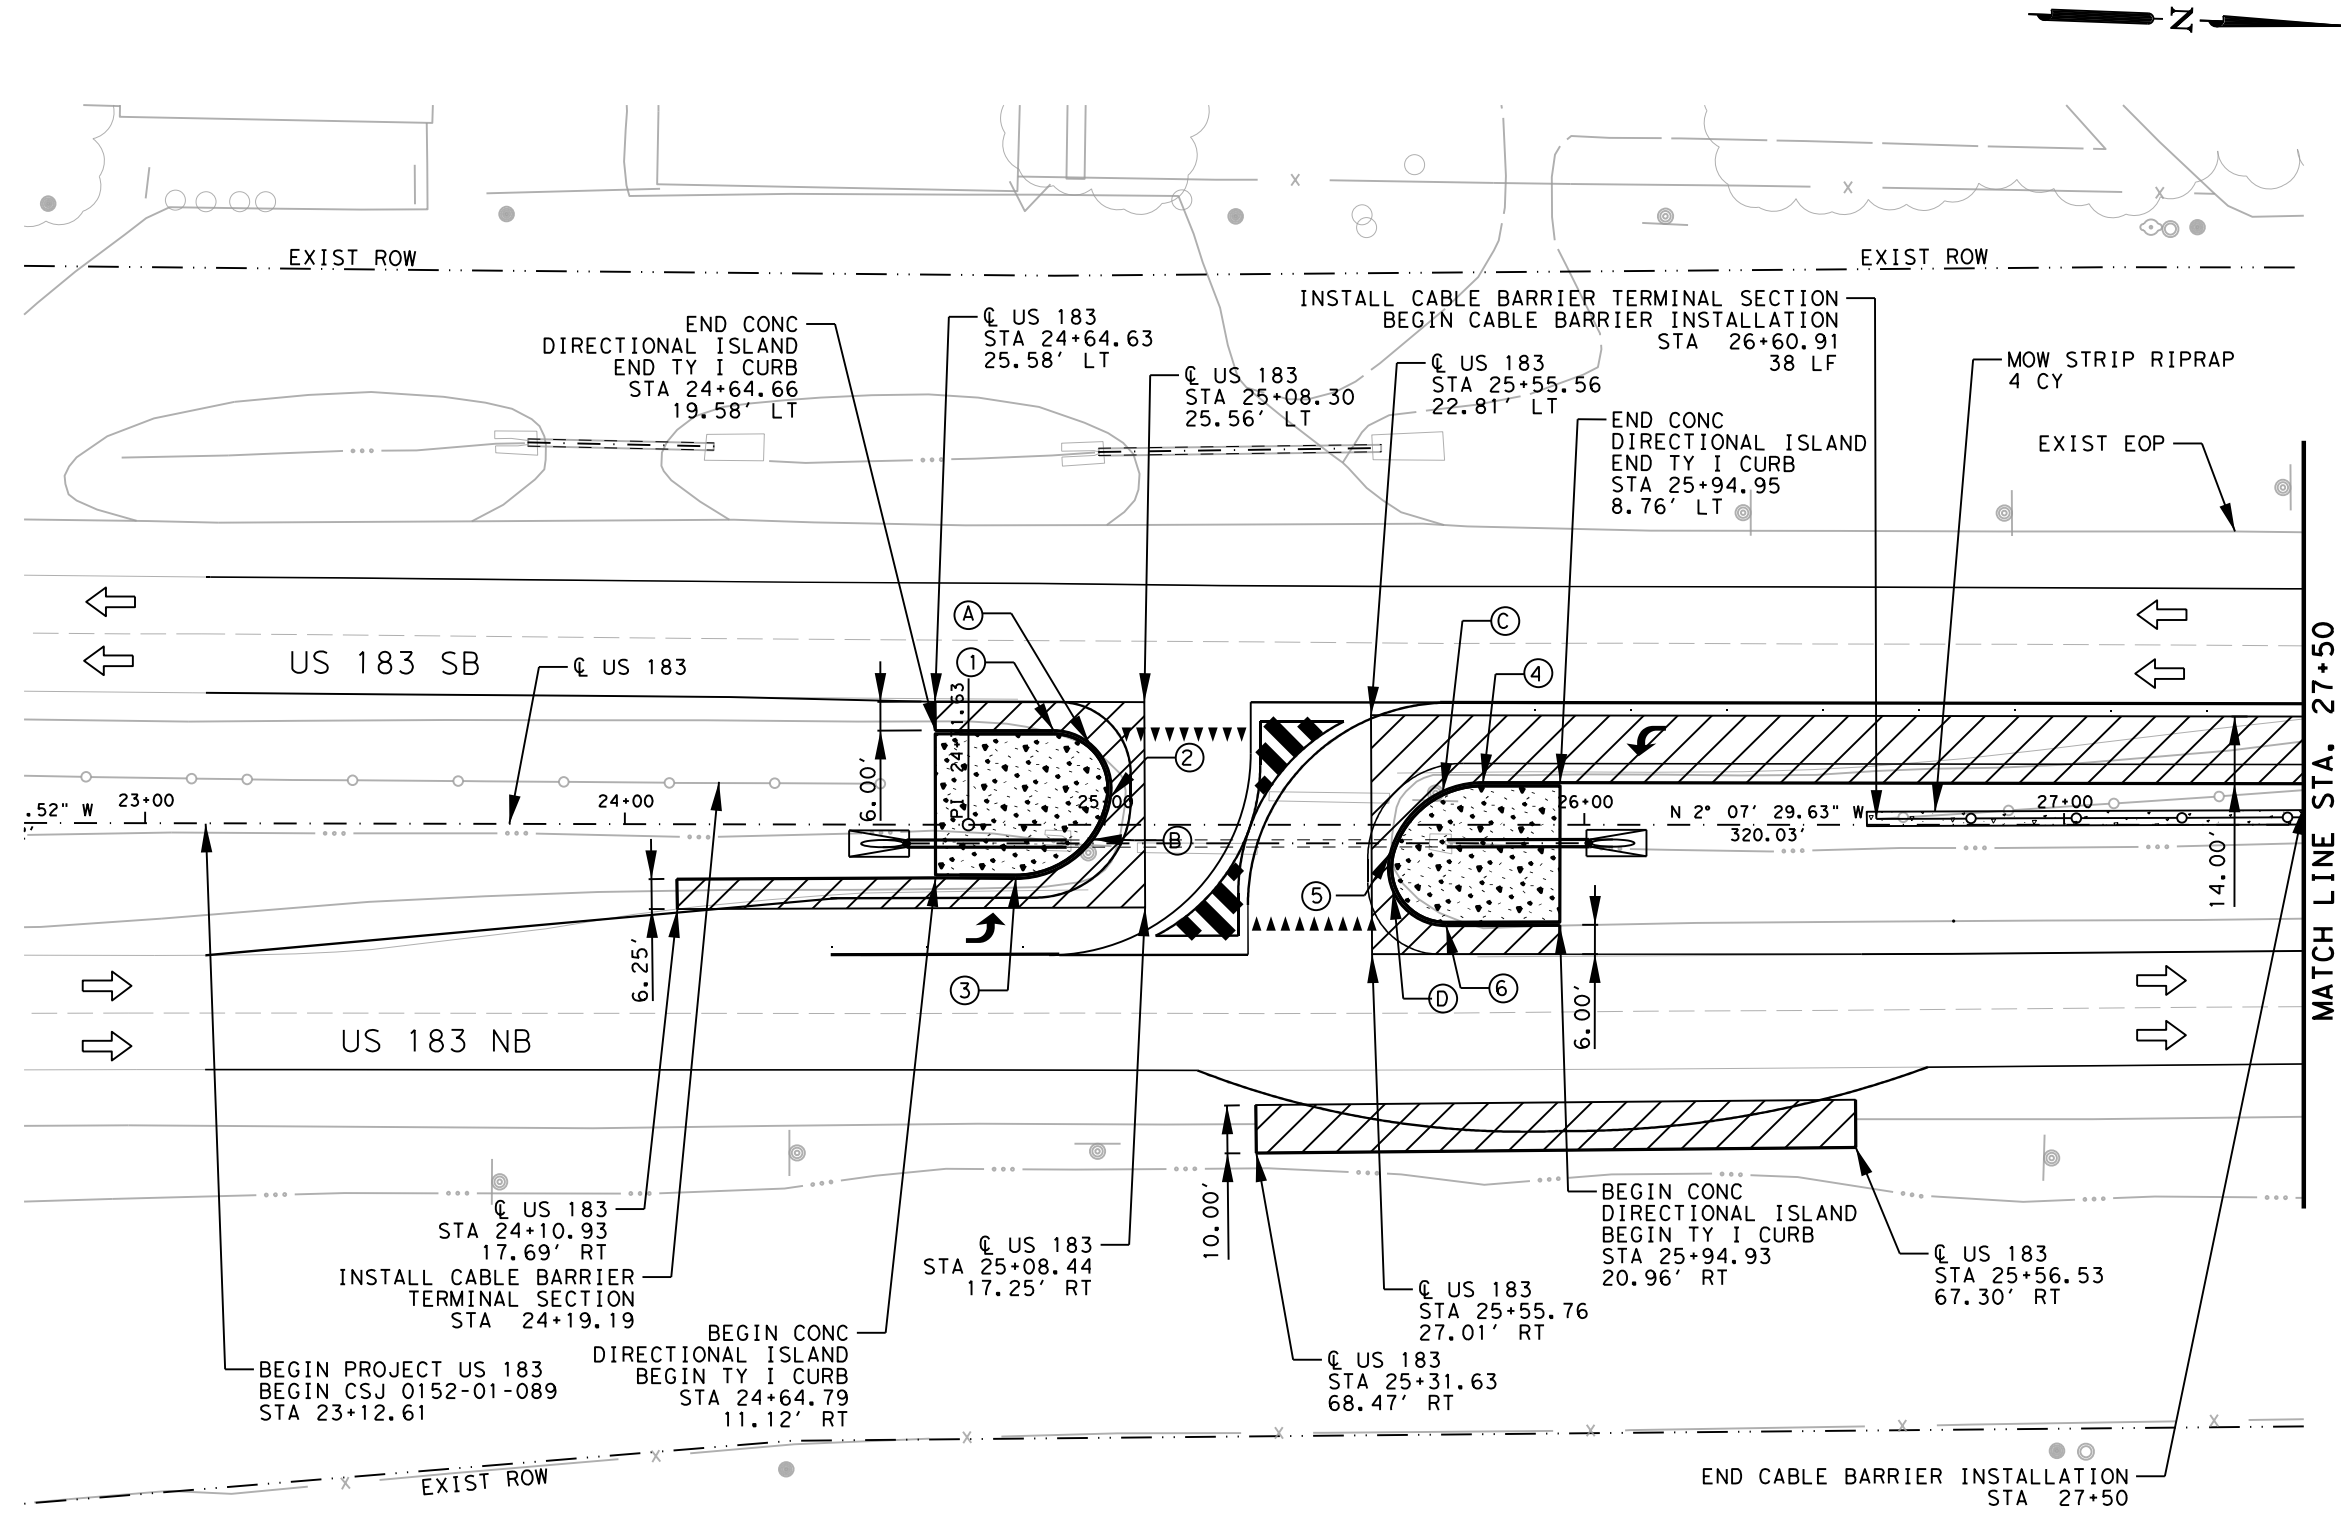 N
EXIST ROW
EXIST ROW
INSTALL CABLE BARRIER TERMINAL SECTION
BEGIN CABLE BARRIER INSTALLATION
STA 26+60.91
38 LF
END CONC
DIRECTIONAL ISLAND
END TY I CURB
STA 24+64.66
19.58' LT
℄ US 183
STA 24+64.63
25.58' LT
℄ US 183
STA 25+08.30
25.56' LT
℄ US 183
STA 25+55.56
22.81' LT
MOW STRIP RIPRAP
4 CY
END CONC
DIRECTIONAL ISLAND
END TY I CURB
STA 25+94.95
8.76' LT
EXIST EOP
A
C
1
4
US 183 SB
℄ US 183
2
6.00'
.52" W
23+00
24+00
25+00
26+00
N 2° 07' 29.63" W
320.03'
27+00
14.00'
MATCH LINE STA. 27+50
B
5
6.25'
3
D
6
6.00'
US 183 NB
10.00'
℄ US 183
STA 24+10.93
17.69' RT
INSTALL CABLE BARRIER
TERMINAL SECTION
STA 24+19.19
℄ US 183
STA 25+08.44
17.25' RT
BEGIN CONC
DIRECTIONAL ISLAND
BEGIN TY I CURB
STA 25+94.93
20.96' RT
℄ US 183
STA 25+56.53
67.30' RT
℄ US 183
STA 25+55.76
27.01' RT
BEGIN CONC
DIRECTIONAL ISLAND
BEGIN TY I CURB
STA 24+64.79
11.12' RT
℄ US 183
STA 25+31.63
68.47' RT
BEGIN PROJECT US 183
BEGIN CSJ 0152-01-089
STA 23+12.61
EXIST ROW
END CABLE BARRIER INSTALLATION
STA 27+50